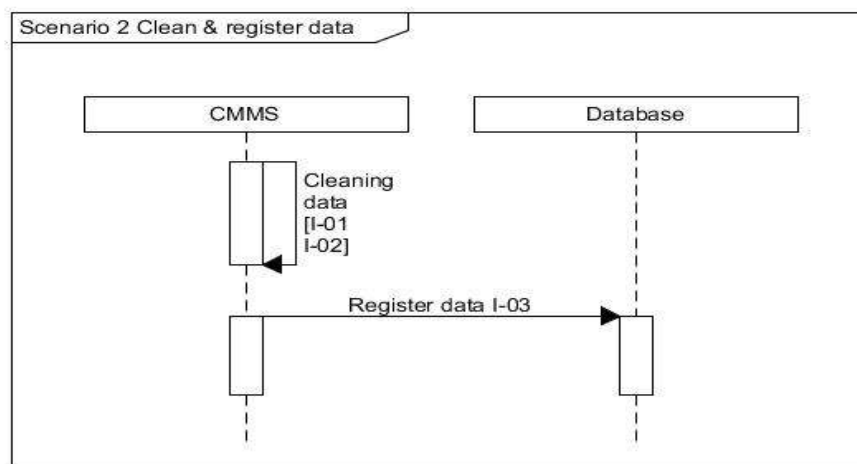 Scenario 2 Clean & register data
CMMS
Database
Cleaning
data
[I-01
I-02]
Register data I-03